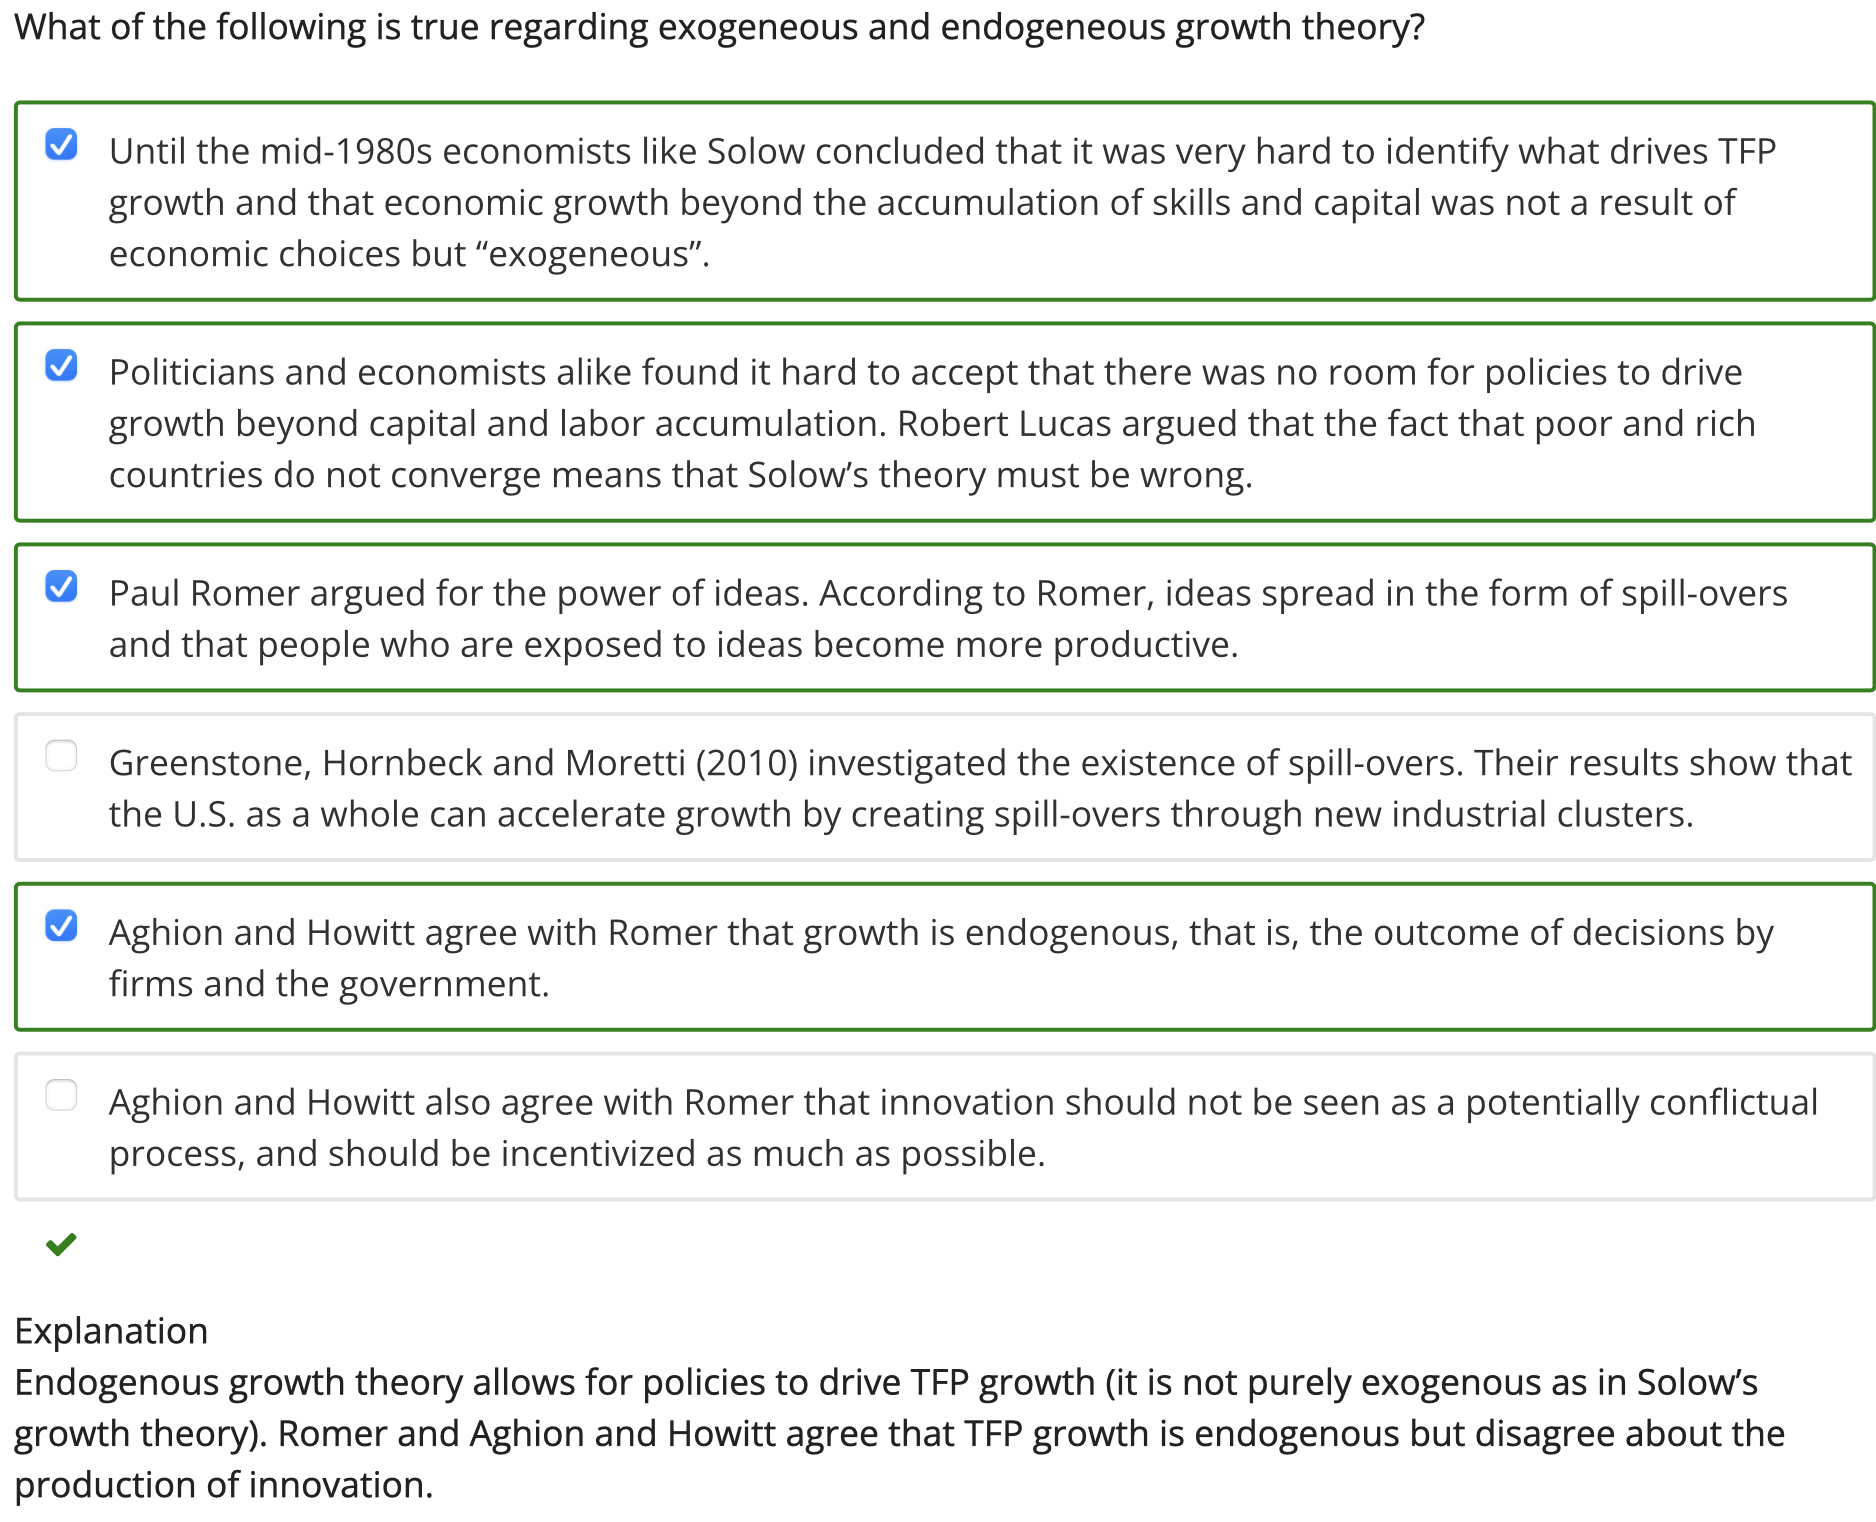 What of the following is true regarding exogeneous and endogeneous growth theory?
Until the mid-1980s economists like Solow concluded that it was very hard to identify what drives TFP
growth and that economic growth beyond the accumulation of skills and capital was not a result of
economic choices but “exogeneous”.
Politicians and economists alike found it hard to accept that there was no room for policies to drive
growth beyond capital and labor accumulation. Robert Lucas argued that the fact that poor and rich
countries do not converge means that Solow’s theory must be wrong.
Paul Romer argued for the power of ideas. According to Romer, ideas spread in the form of spill-overs
and that people who are exposed to ideas become more productive.
Greenstone, Hornbeck and Moretti (2010) investigated the existence of spill-overs. Their results show that
the U.S. as a whole can accelerate growth by creating spill-overs through new industrial clusters.
Aghion and Howitt agree with Romer that growth is endogenous, that is, the outcome of decisions by
firms and the government.
Aghion and Howitt also agree with Romer that innovation should not be seen as a potentially conflictual
process, and should be incentivized as much as possible.
Explanation
Endogenous growth theory allows for policies to drive TFP growth (it is not purely exogenous as in Solow’s
growth theory). Romer and Aghion and Howitt agree that TFP growth is endogenous but disagree about the
production of innovation.